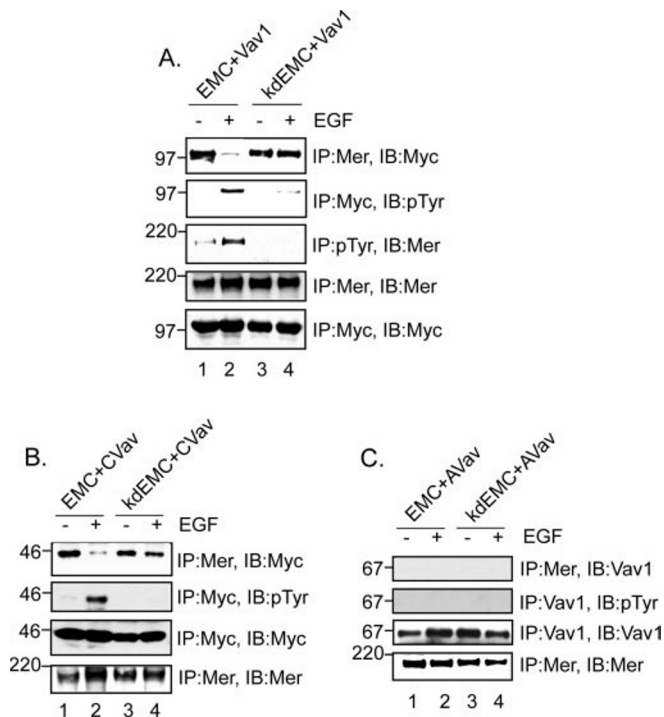 A.
EMC+Vav1 kdEMC+Vav1
- + - + EGF
97 IP:Mer, IB:Myc
97 IP:Myc, IB:pTyr
220 IP:pTyr, IB:Mer
220 IP:Mer, IB:Mer
97 IP:Myc, IB:Myc
1 2 3 4
B.
EMC+CVav kdEMC+CVav
- + - + EGF
46 IP:Mer, IB:Myc
46 IP:Myc, IB:pTyr
46 IP:Myc, IB:Myc
220 IP:Mer, IB:Mer
1 2 3 4
C.
EMC+AVav kdEMC+AVav
- + - + EGF
67 IP:Mer, IB:Vav1
67 IP:Vav1, IB:pTyr
67 IP:Vav1, IB:Vav1
220 IP:Mer, IB:Mer
1 2 3 4